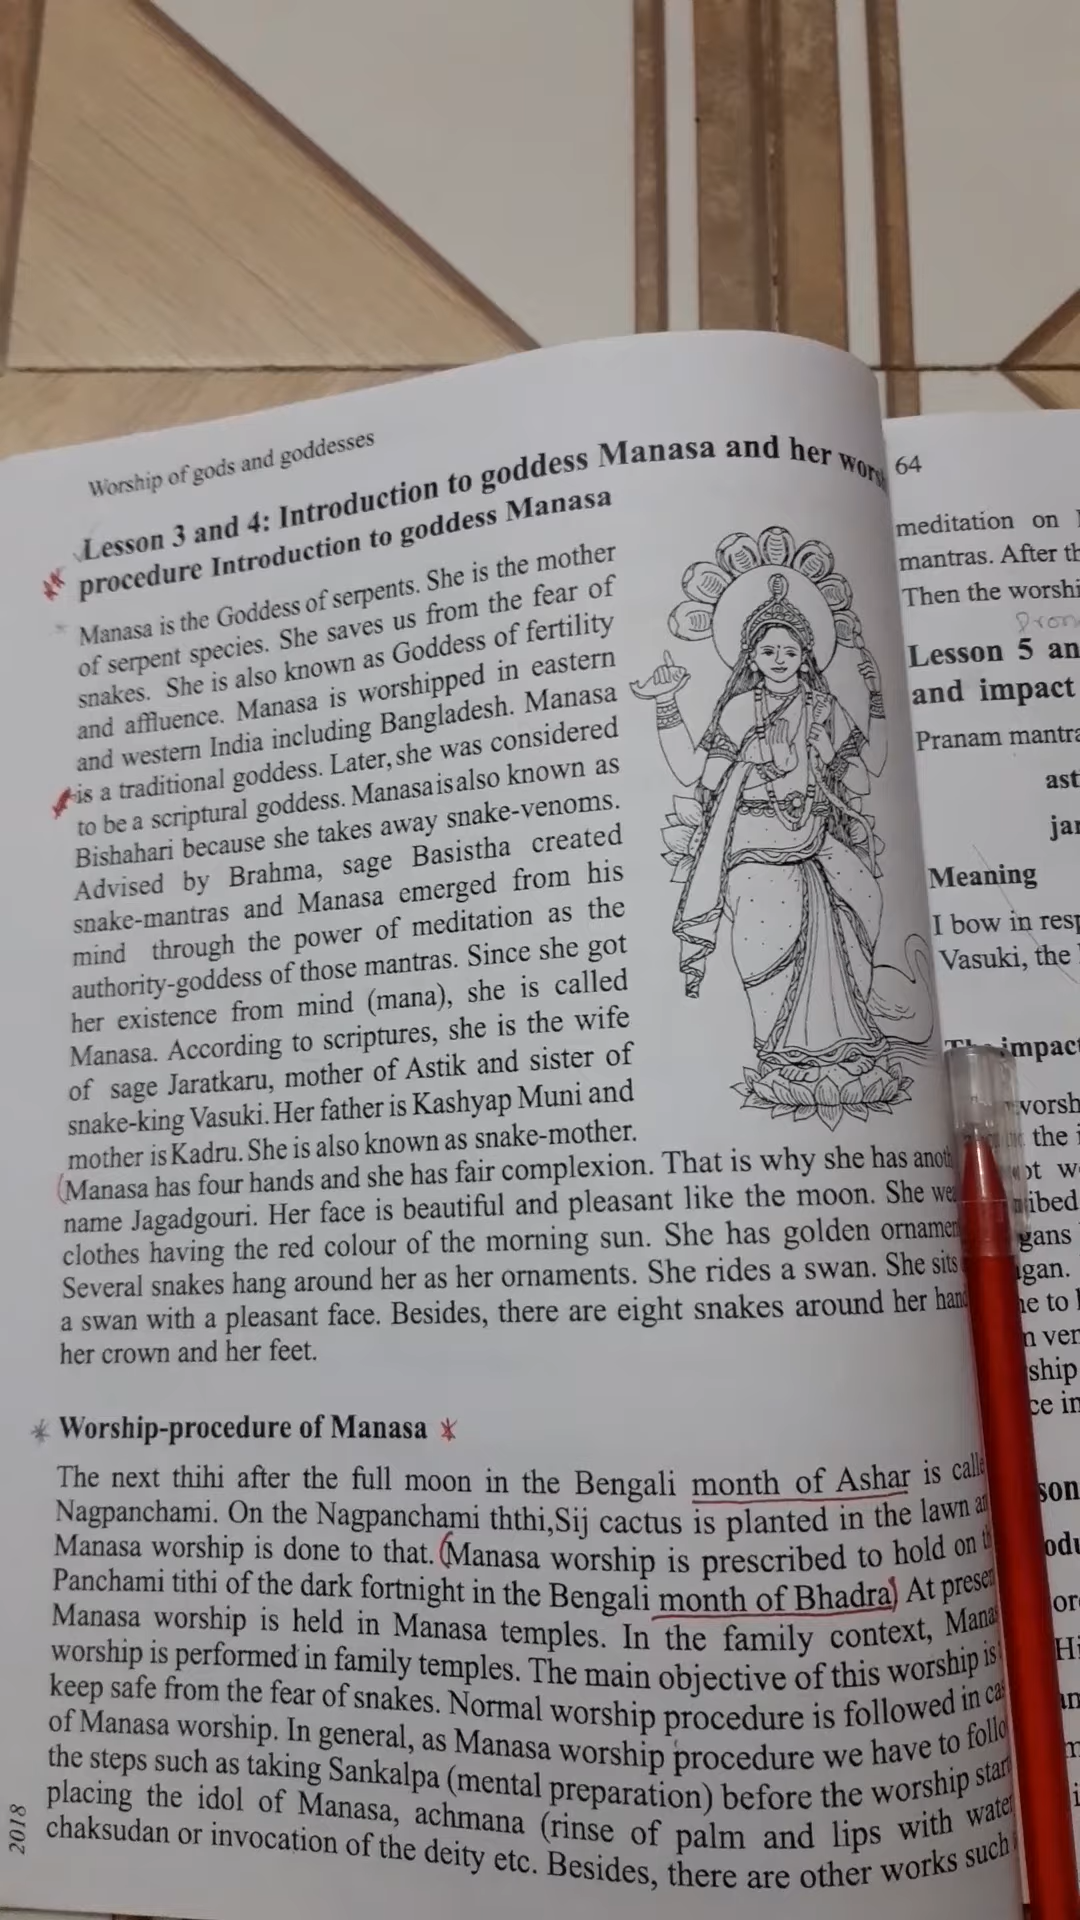 Worship of gods and goddesses
Lesson 3 and 4: Introduction to goddess Manasa and her
procedure Introduction to goddess Manasa
Manasa is the Goddess of serpents. She is the mother
of serpent species. She saves us from the fear of
snakes. She is also known as Goddess of fertility
and affluence. Manasa is worshipped in eastern
and western India including Bangladesh. Manasa
is a traditional goddess. Later, she was considered
to be a scriptural goddess. Manasa is also known as
Bishahari because she takes away snake-venoms.
Advised by Brahma, sage Basistha created
snake-mantras and Manasa emerged from his
mind through the power of meditation as the
authority-goddess of those mantras. Since she got
her existence from mind (mana), she is called
Manasa. According to scriptures, she is the wife
of sage Jaratkaru, mother of Astik and sister of
snake-king Vasuki. Her father is Kashyap Muni and
mother is Kadru. She is also known as snake-mother.
(Manasa has four hands and she has fair complexion. That is why she has
name Jagadgouri. Her face is beautiful and pleasant like the moon. She
clothes having the red colour of the morning sun. She has golden
Several snakes hang around her as her ornaments. She rides a swan. She sits
a swan with a pleasant face. Besides, there are eight snakes around her
her crown and her feet.
* Worship-procedure of Manasa *
The next thihi after the full moon in the Bengali month of Ashar is
Nagpanchami. On the Nagpanchami ththi,Sij cactus is planted in the lawn
Manasa worship is done to that. (Manasa worship is prescribed to hold on
Panchami tithi of the dark fortnight in the Bengali month of Bhadra) At
Manasa worship is held in Manasa temples. In the family context,
worship is performed in family temples. The main objective of this worship is
keep safe from the fear of snakes. Normal worship procedure is followed in
of Manasa worship. In general, as Manasa worship procedure we have to
the steps such as taking Sankalpa (mental preparation) before the worship
placing the idol of Manasa, achmana (rinse of palm and lips with
chaksudan or invocation of the deity etc. Besides, there are other works such
2018
64
meditation on
mantras. After
Then the
Lesson 5
and impact
Pranam
Meaning
I bow in
Vasuki, the
the